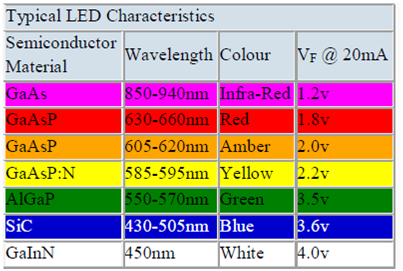 Typical LED Characteristics
Semiconductor Material Wavelength Colour VF @ 20mA
GaAs 850-940nm Infra-Red 1.2v
GaAsP 630-660nm Red 1.8v
GaAsP 605-620nm Amber 2.0v
GaAsP:N 585-595nm Yellow 2.2v
AlGaP 550-570nm Green 3.5v
SiC 430-505nm Blue 3.6v
GaInN 450nm White 4.0v